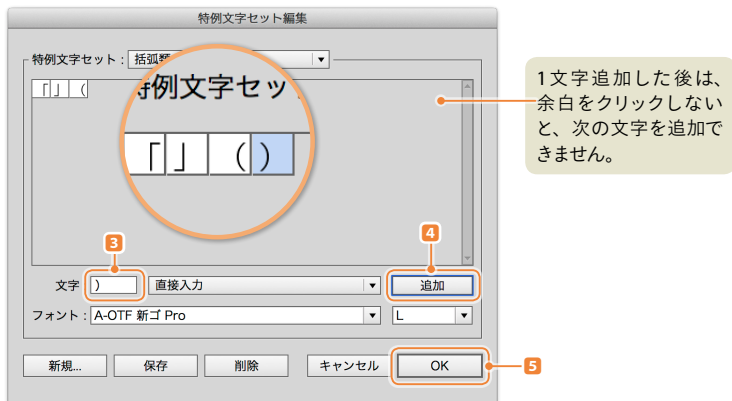 特例文字セット編集
特例文字セット：括弧類
「」（
特例文字セッ
「」（）
1文字追加した後は、
余白をクリックしない
と、次の文字を追加で
きません。
3
4
文字 ） 直接入力 追加
フォント：A-OTF 新ゴ Pro L
新規... 保存 削除 キャンセル OK
5